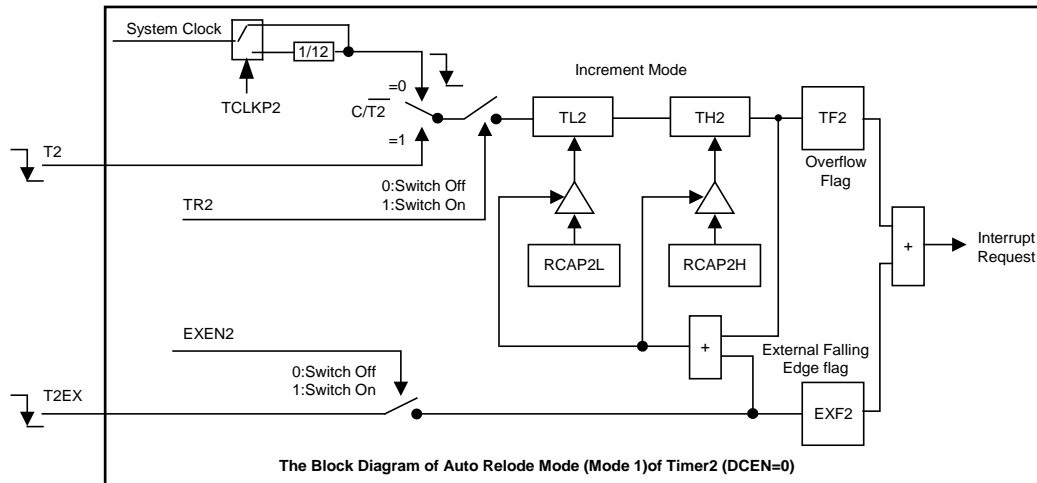 System Clock
1/12
TCLKP2
=0
C/T2
=1
Increment Mode
TL2
TH2
TF2
Overflow
Flag
T2
0:Switch Off
1:Switch On
TR2
RCAP2L
RCAP2H
+
Interrupt
Request
EXEN2
0:Switch Off
1:Switch On
+
External Falling
Edge flag
T2EX
EXF2
The Block Diagram of Auto Relode Mode (Mode 1)of Timer2 (DCEN=0)